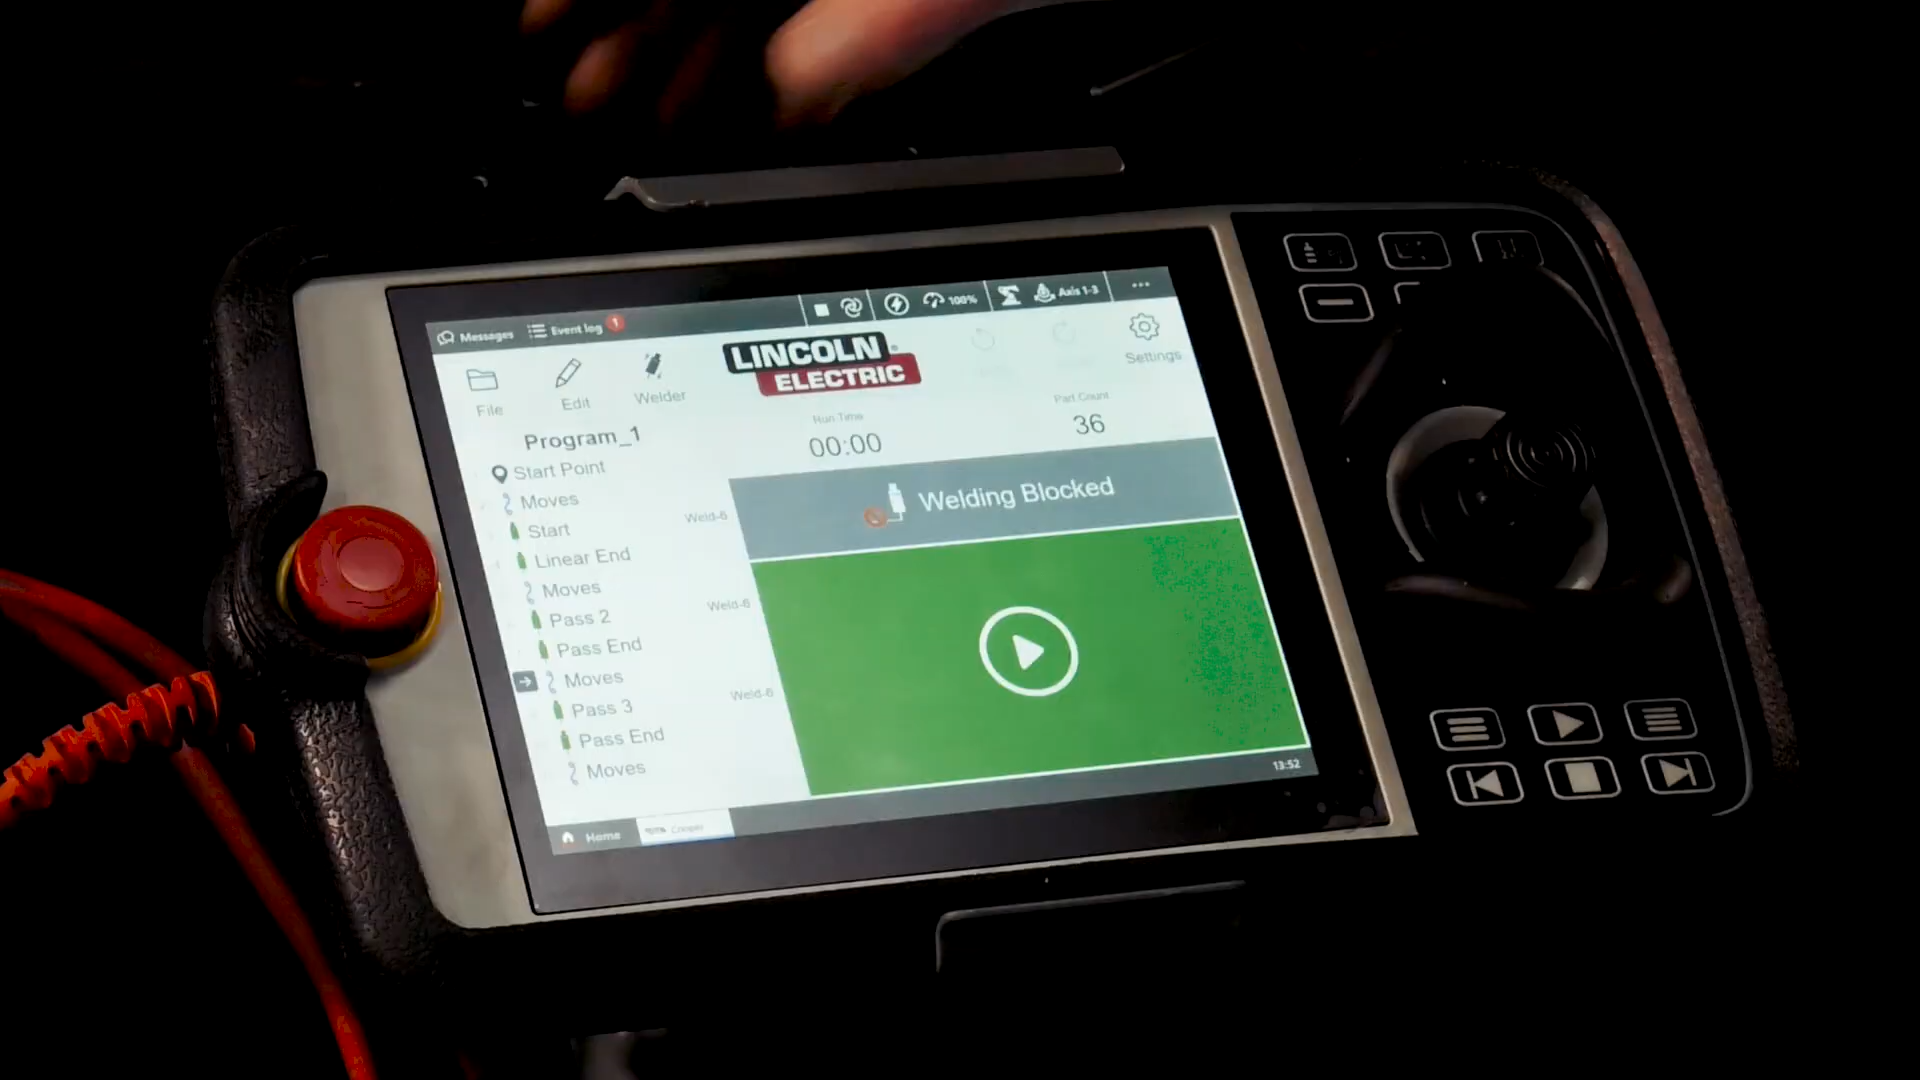 Messages Event log 1 100% Axis 1-3
LINCOLN
ELECTRIC
File Edit Welder Settings
Program_1
Run Time
00:00
Part Count
36
Start Point
Moves
Start Weld-6
Linear End
Moves
Pass 2 Weld-6
Pass End
Moves
Pass 3 Weld-6
Pass End
Moves
Welding Blocked
13:52
Home Cooper